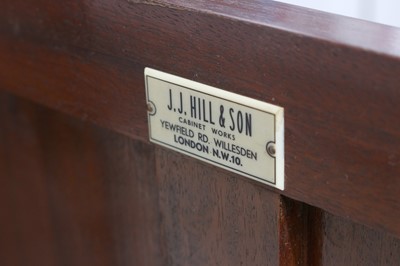 J.J. HILL & SON
CABINET WORKS
YEWFIELD RD. WILLESDEN
LONDON N.W.10.